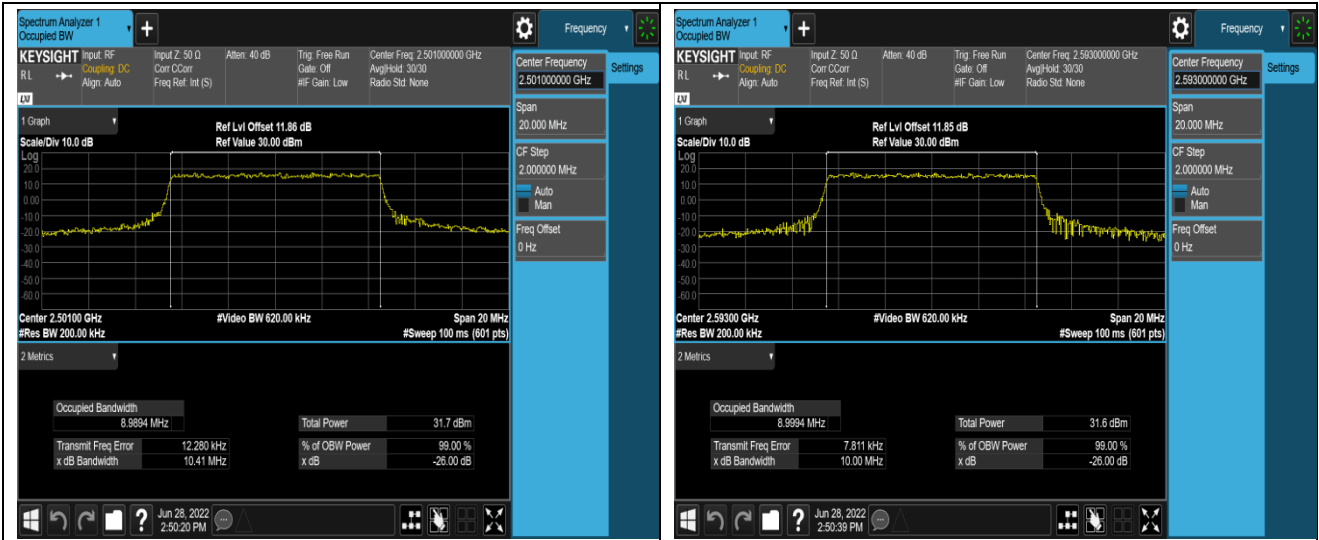 Spectrum Analyzer 1
Occupied BW
+
Frequency
KEYSIGHT
RL
LXI
Input: RF
Coupling: DC
Align: Auto
Input Z: 50 Ω
Corr CCorr
Freq Ref: Int (S)
Atten: 40 dB
Trig: Free Run
Gate: Off
#IF Gain: Low
Center Freq: 2.501000000 GHz
Avg|Hold: 30/30
Radio Std: None
Center Frequency
2.501000000 GHz
Settings
Span
20.000 MHz
CF Step
2.000000 MHz
Auto
Man
Freq Offset
0 Hz
1 Graph
Scale/Div 10.0 dB
Ref Lvl Offset 11.86 dB
Ref Value 30.00 dBm
Log
20.0
10.0
0.00
-10.0
-20.0
-30.0
-40.0
-50.0
-60.0
Center 2.50100 GHz
#Video BW 620.00 kHz
Span 20 MHz
#Res BW 200.00 kHz
#Sweep 100 ms (601 pts)
2 Metrics
Occupied Bandwidth
8.9894 MHz
Total Power 31.7 dBm
Transmit Freq Error 12.280 kHz
% of OBW Power 99.00 %
x dB Bandwidth 10.41 MHz
x dB -26.00 dB
?
Jun 28, 2022
2:50:20 PM
Spectrum Analyzer 1
Occupied BW
+
Frequency
KEYSIGHT
RL
LXI
Input: RF
Coupling: DC
Align: Auto
Input Z: 50 Ω
Corr CCorr
Freq Ref: Int (S)
Atten: 40 dB
Trig: Free Run
Gate: Off
#IF Gain: Low
Center Freq: 2.593000000 GHz
Avg|Hold: 30/30
Radio Std: None
Center Frequency
2.593000000 GHz
Settings
Span
20.000 MHz
CF Step
2.000000 MHz
Auto
Man
Freq Offset
0 Hz
1 Graph
Scale/Div 10.0 dB
Ref Lvl Offset 11.85 dB
Ref Value 30.00 dBm
Log
20.0
10.0
0.00
-10.0
-20.0
-30.0
-40.0
-50.0
-60.0
Center 2.59300 GHz
#Video BW 620.00 kHz
Span 20 MHz
#Res BW 200.00 kHz
#Sweep 100 ms (601 pts)
2 Metrics
Occupied Bandwidth
8.9994 MHz
Total Power 31.6 dBm
Transmit Freq Error 7.811 kHz
% of OBW Power 99.00 %
x dB Bandwidth 10.00 MHz
x dB -26.00 dB
?
Jun 28, 2022
2:50:39 PM